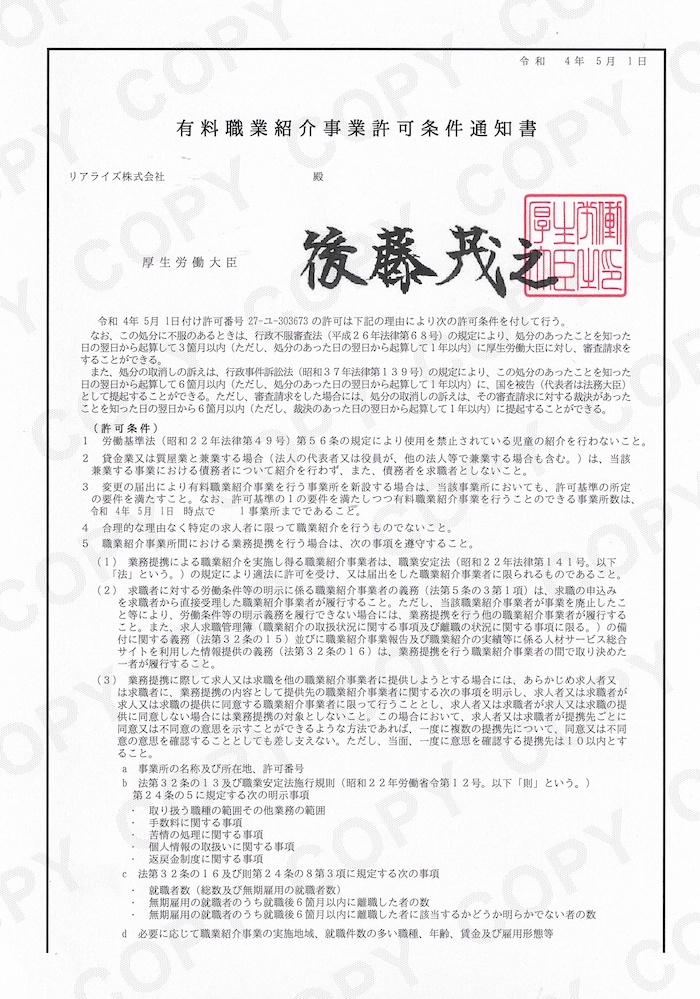 令和 4年 5月 1日
有料職業紹介事業許可条件通知書
リアライズ株式会社 殿
厚生労働大臣 後藤茂之
厚生労働大臣之印
令和 4年 5月 1日付け許可番号 27-ユ-303673 の許可は下記の理由により次の許可条件を付して行う。
なお、この処分に不服のあるときは、行政不服審査法（平成２６年法律第６８号）の規定により、処分のあったことを知った
日の翌日から起算して３箇月以内（ただし、処分のあった日の翌日から起算して１年以内）に厚生労働大臣に対し、審査請求を
することができる。
また、処分の取消しの訴えは、行政事件訴訟法（昭和３７年法律第１３９号）の規定により、この処分のあったことを知った
日の翌日から起算して６箇月以内（ただし、処分のあった日の翌日から起算して１年以内）に、国を被告（代表者は法務大臣）
として提起することができる。ただし、審査請求をした場合には、処分の取消しの訴えは、その審査請求に対する裁決があった
ことを知った日の翌日から６箇月以内（ただし、裁決のあった日の翌日から起算して１年以内）に提起することができる。
（許可条件）
１ 労働基準法（昭和２２年法律第４９号）第５６条の規定により使用を禁止されている児童の紹介を行わないこと。
２ 貸金業又は質屋業と兼業する場合（法人の代表者又は役員が、他の法人等で兼業する場合も含む。）は、当該
兼業する事業における債務者について紹介を行わず、また、債務者を求職者としないこと。
３ 変更の届出により有料職業紹介事業を行う事業所を新設する場合は、当該事業所においても、許可基準の所定
の要件を満たすこと。なお、許可基準の１の要件を満たしつつ有料職業紹介事業を行うことのできる事業所数は、
令和 4年 5月 1日 時点で 1事業所までであること。
４ 合理的な理由なく特定の求人者に限って職業紹介を行うものでないこと。
５ 職業紹介事業所間における業務提携を行う場合は、次の事項を遵守すること。
（１） 業務提携による職業紹介を実施し得る職業紹介事業者は、職業安定法（昭和２２年法律第１４１号。以下
「法」という。）の規定により適法に許可を受け、又は届出をした職業紹介事業者に限られるものであること。
（２） 求職者に対する労働条件等の明示に係る職業紹介事業者の義務（法第５条の３第１項）は、求職の申込み
を求職者から直接受理した職業紹介事業者が履行すること。ただし、当該職業紹介事業者が事業を廃止したこ
と等により、労働条件等の明示義務を履行できない場合には、業務提携を行う他の職業紹介事業者が履行する
こと。また、求人求職管理簿（職業紹介の取扱状況に関する事項及び離職の状況に関する事項に限る。）の備
付に関する義務（法第３２条の１５）並びに職業紹介事業報告及び職業紹介の実績等に係る人材サービス総合
サイトを利用した情報提供の義務（法第３２条の１６）は、業務提携を行う職業紹介事業者の間で取り決めた
一者が履行すること。
（３） 業務提携に際して求人又は求職を他の職業紹介事業者に提供しようとする場合には、あらかじめ求人者又
は求職者に、業務提携の内容として提供先の職業紹介事業者に関する次の事項を明示し、求人者又は求職者が
求人又は求職の提供に同意する職業紹介事業者に限って行うこととし、求人者又は求職者が求人又は求職の提
供に同意しない場合には業務提携の対象としないこと。この場合において、求人者又は求職者が提携先ごとに
同意又は不同意の意思を示すことができるような方法であれば、一度に複数の提携先について、同意又は不同
意の意思を確認することとしても差し支えない。ただし、当面、一度に意思を確認する提携先は１０以内とす
ること。
ａ 事業所の名称及び所在地、許可番号
ｂ 法第３２条の１３及び職業安定法施行規則（昭和２２年労働省令第１２号。以下「則」という。）
第２４条の５に規定する次の明示事項
・ 取り扱う職種の範囲その他業務の範囲
・ 手数料に関する事項
・ 苦情の処理に関する事項
・ 個人情報の取扱いに関する事項
・ 返戻金制度に関する事項
ｃ 法第３２条の１６及び則第２４条の８第３項に規定する次の事項
・ 就職者数（総数及び無期雇用の就職者数）
・ 無期雇用の就職者のうち就職後６箇月以内に離職した者の数
・ 無期雇用の就職者のうち就職後６箇月以内に離職した者に該当するかどうか明らかでない者の数
ｄ 必要に応じて職業紹介事業の実施地域、就職件数の多い職種、年齢、賃金及び雇用形態等
COPY